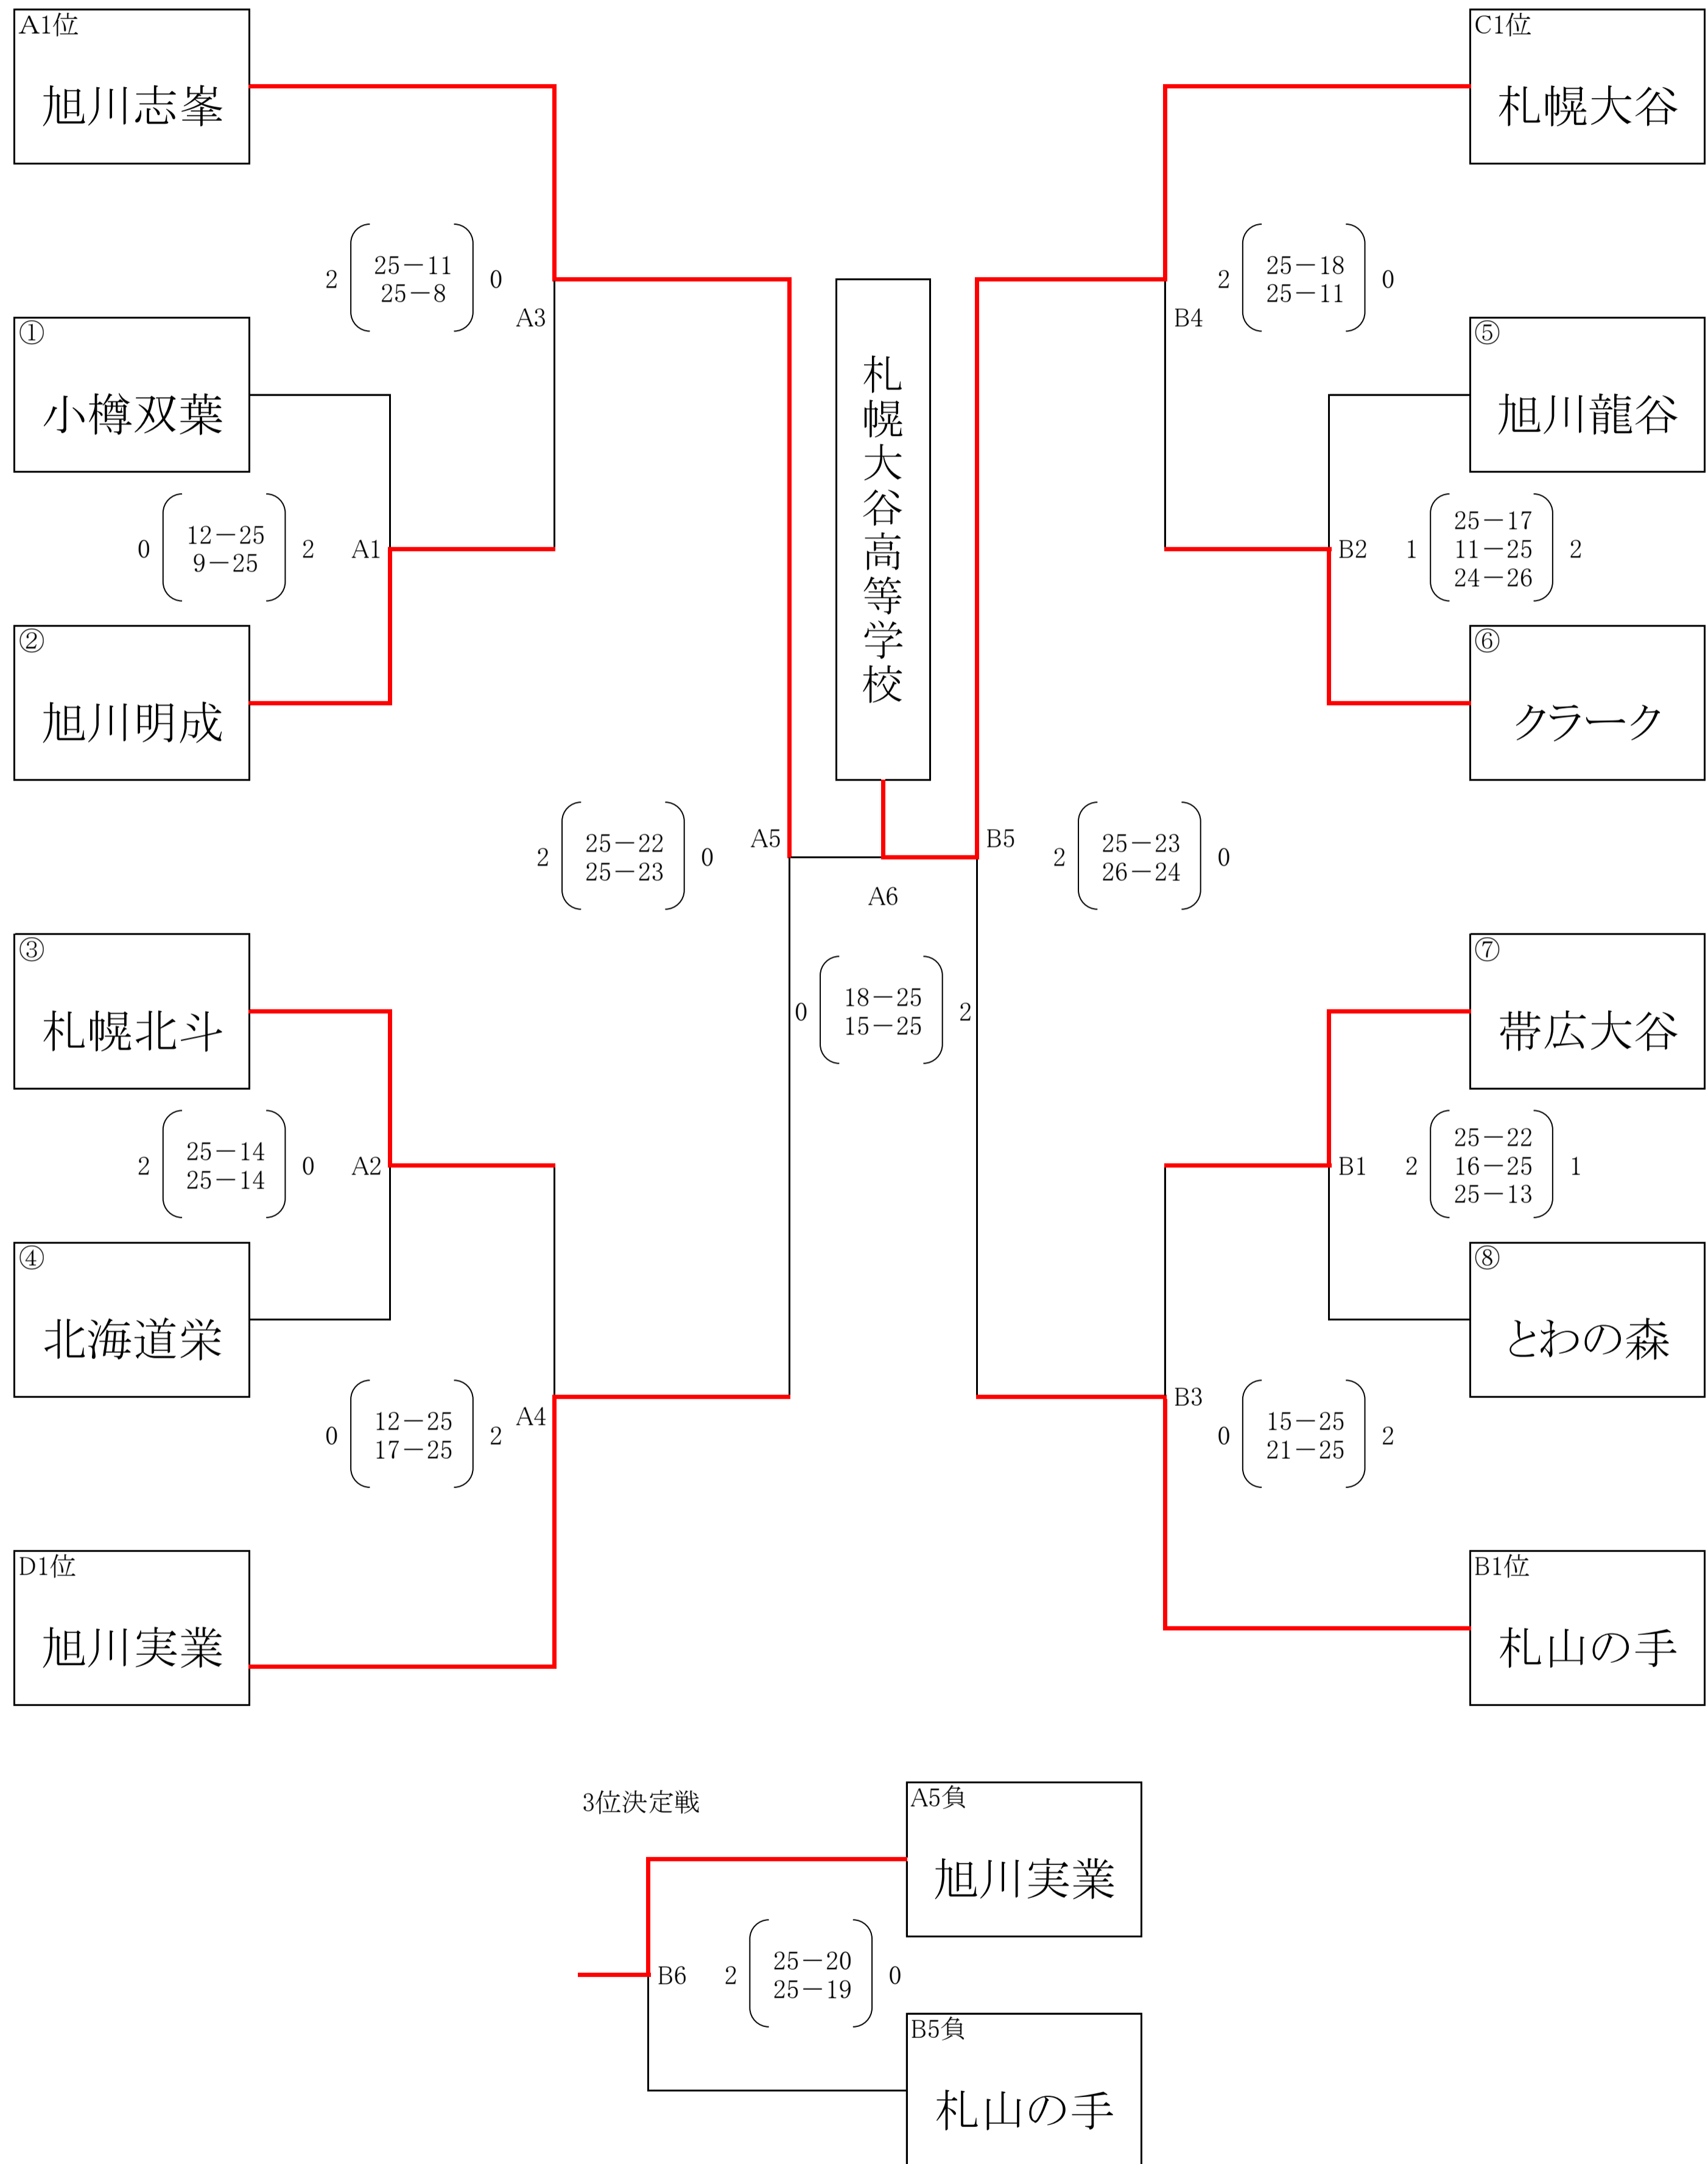 A1位
旭川志峯
C1位
札幌大谷
2
25－11
25－8
0
A3
2
25－18
25－11
0
B4
①
小樽双葉
札幌大谷高等学校
⑤
旭川龍谷
0
12－25
9－25
2
A1
B2
1
25－17
11－25
24－26
2
②
旭川明成
⑥
クラーク
2
25－22
25－23
0
A5
B5
2
25－23
26－24
0
A6
③
札幌北斗
0
18－25
15－25
2
⑦
帯広大谷
2
25－14
25－14
0
A2
B1
2
25－22
16－25
25－13
1
④
北海道栄
⑧
とわの森
0
12－25
17－25
2
A4
B3
0
15－25
21－25
2
D1位
旭川実業
B1位
札山の手
3位決定戦
A5負
旭川実業
B6
2
25－20
25－19
0
B5負
札山の手